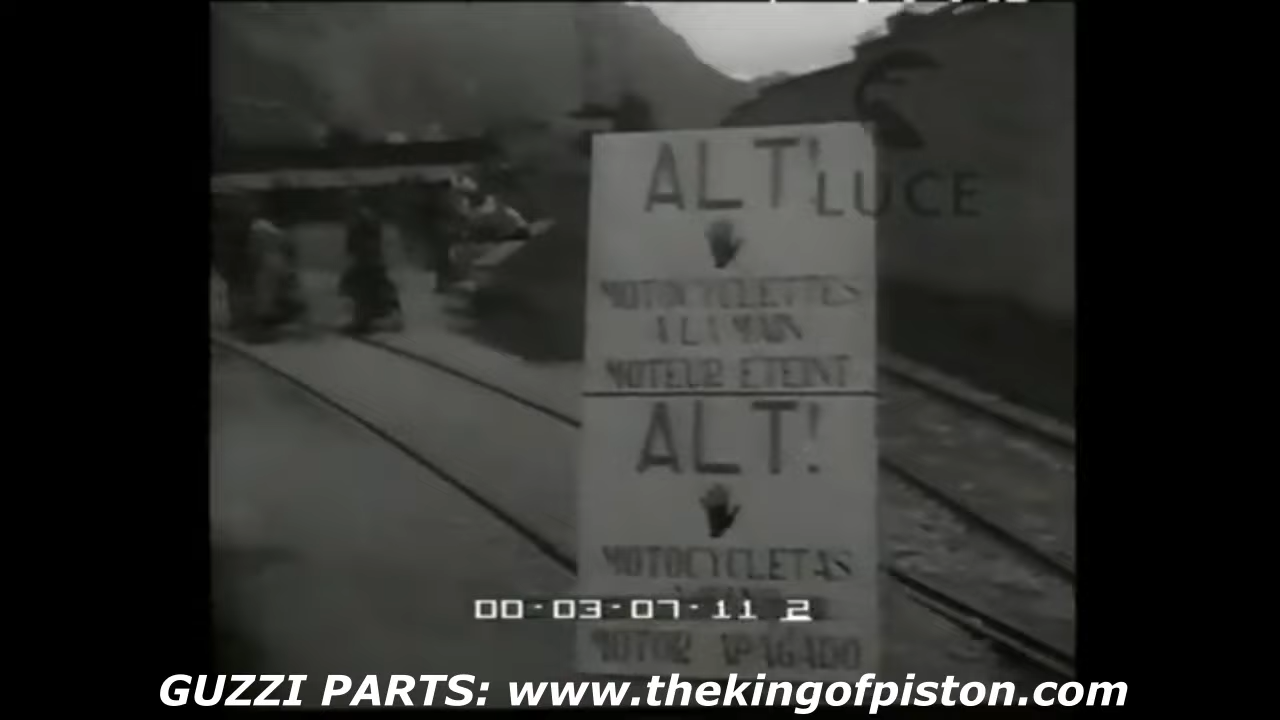 ALT!
LUCE
MOTOCYCLETTES
A LA MAIN
MOTEUR ETEINT
ALT!
MOTOCYCLETAS
MOTOR APAGADO
00-03-07-11 2
GUZZI PARTS: www.thekingofpiston.com